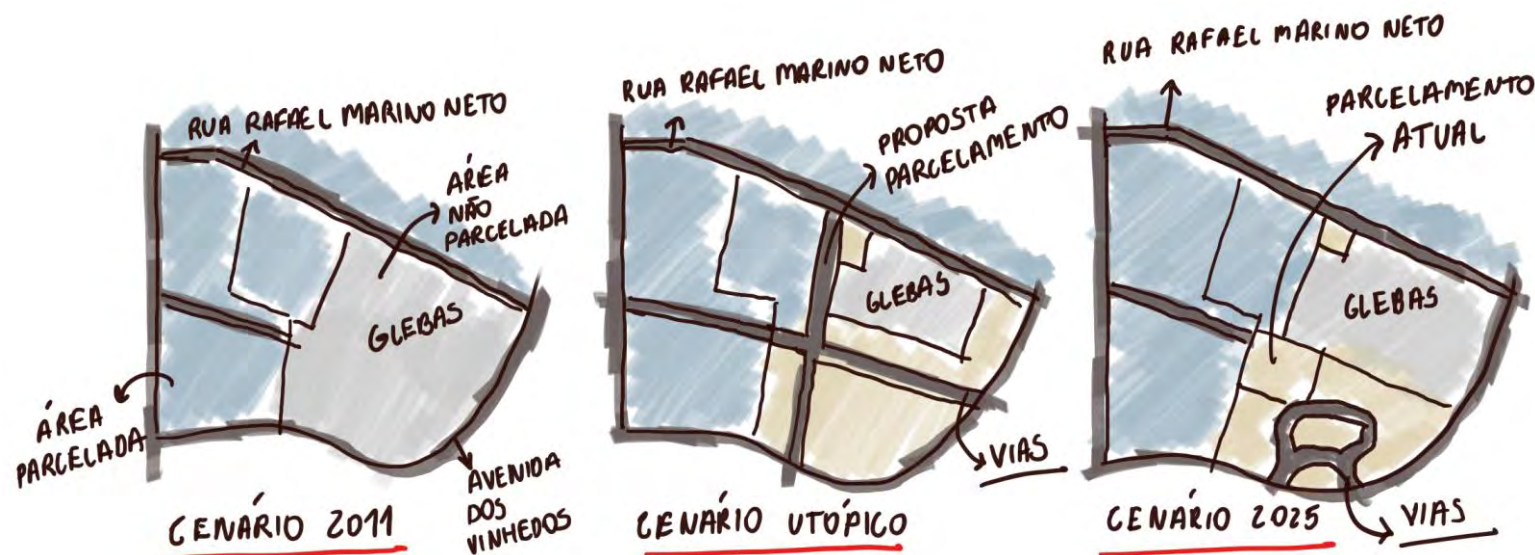 RUA RAFAEL MARINO NETO
ÁREA
NÃO
PARCELADA
GLEBAS
ÁREA
PARCELADA
AVENIDA
DOS
VINHEDOS
CENÁRIO 2011
RUA RAFAEL MARINO NETO
PROPOSTA
PARCELAMENTO
GLEBAS
VIAS
CENÁRIO UTÓPICO
RUA RAFAEL MARINO NETO
PARCELAMENTO
ATUAL
GLEBAS
VIAS
CENÁRIO 2025